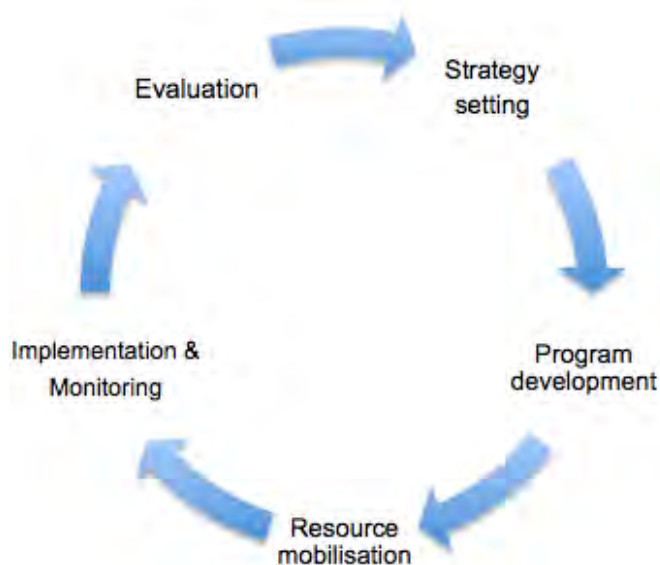 Evaluation
Strategy
setting
Program
development
Resource
mobilisation
Implementation &
Monitoring